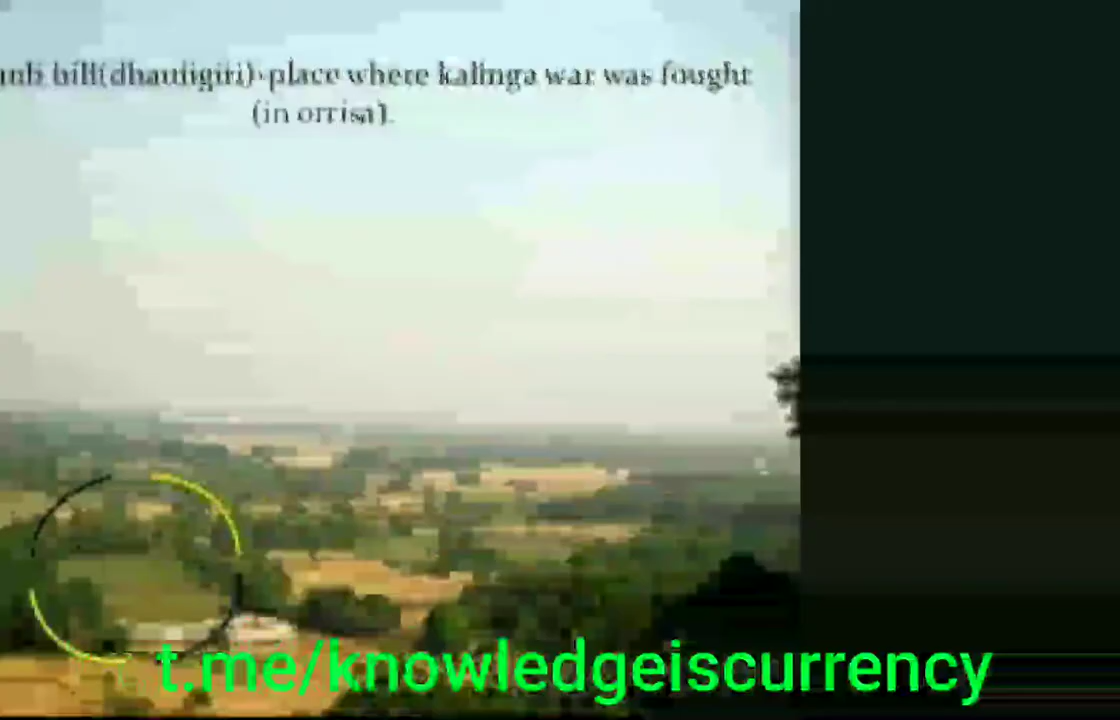 hill(dhauligiri)-place where kalinga war was fought
(in orrisa).
t.me/knowledgeiscurrency